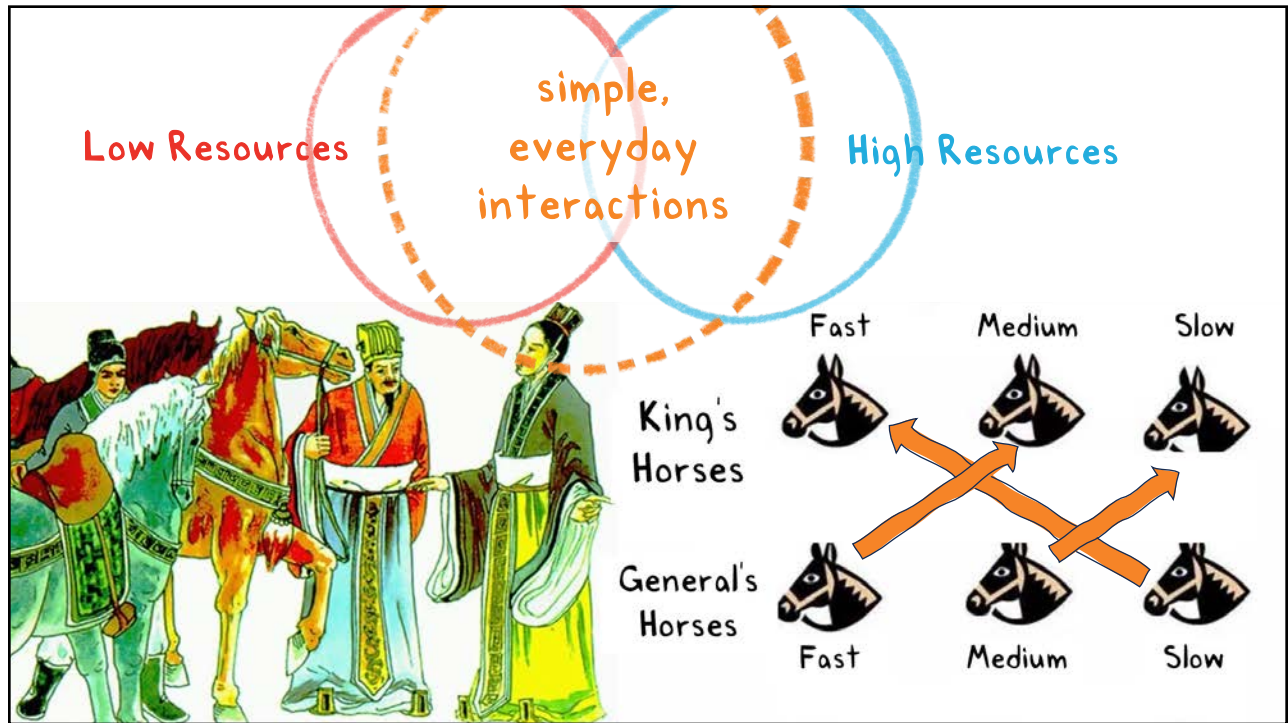 simple,
everyday
interactions
Low Resources
High Resources
Fast Medium Slow
King's
Horses
General's
Horses
Fast Medium Slow